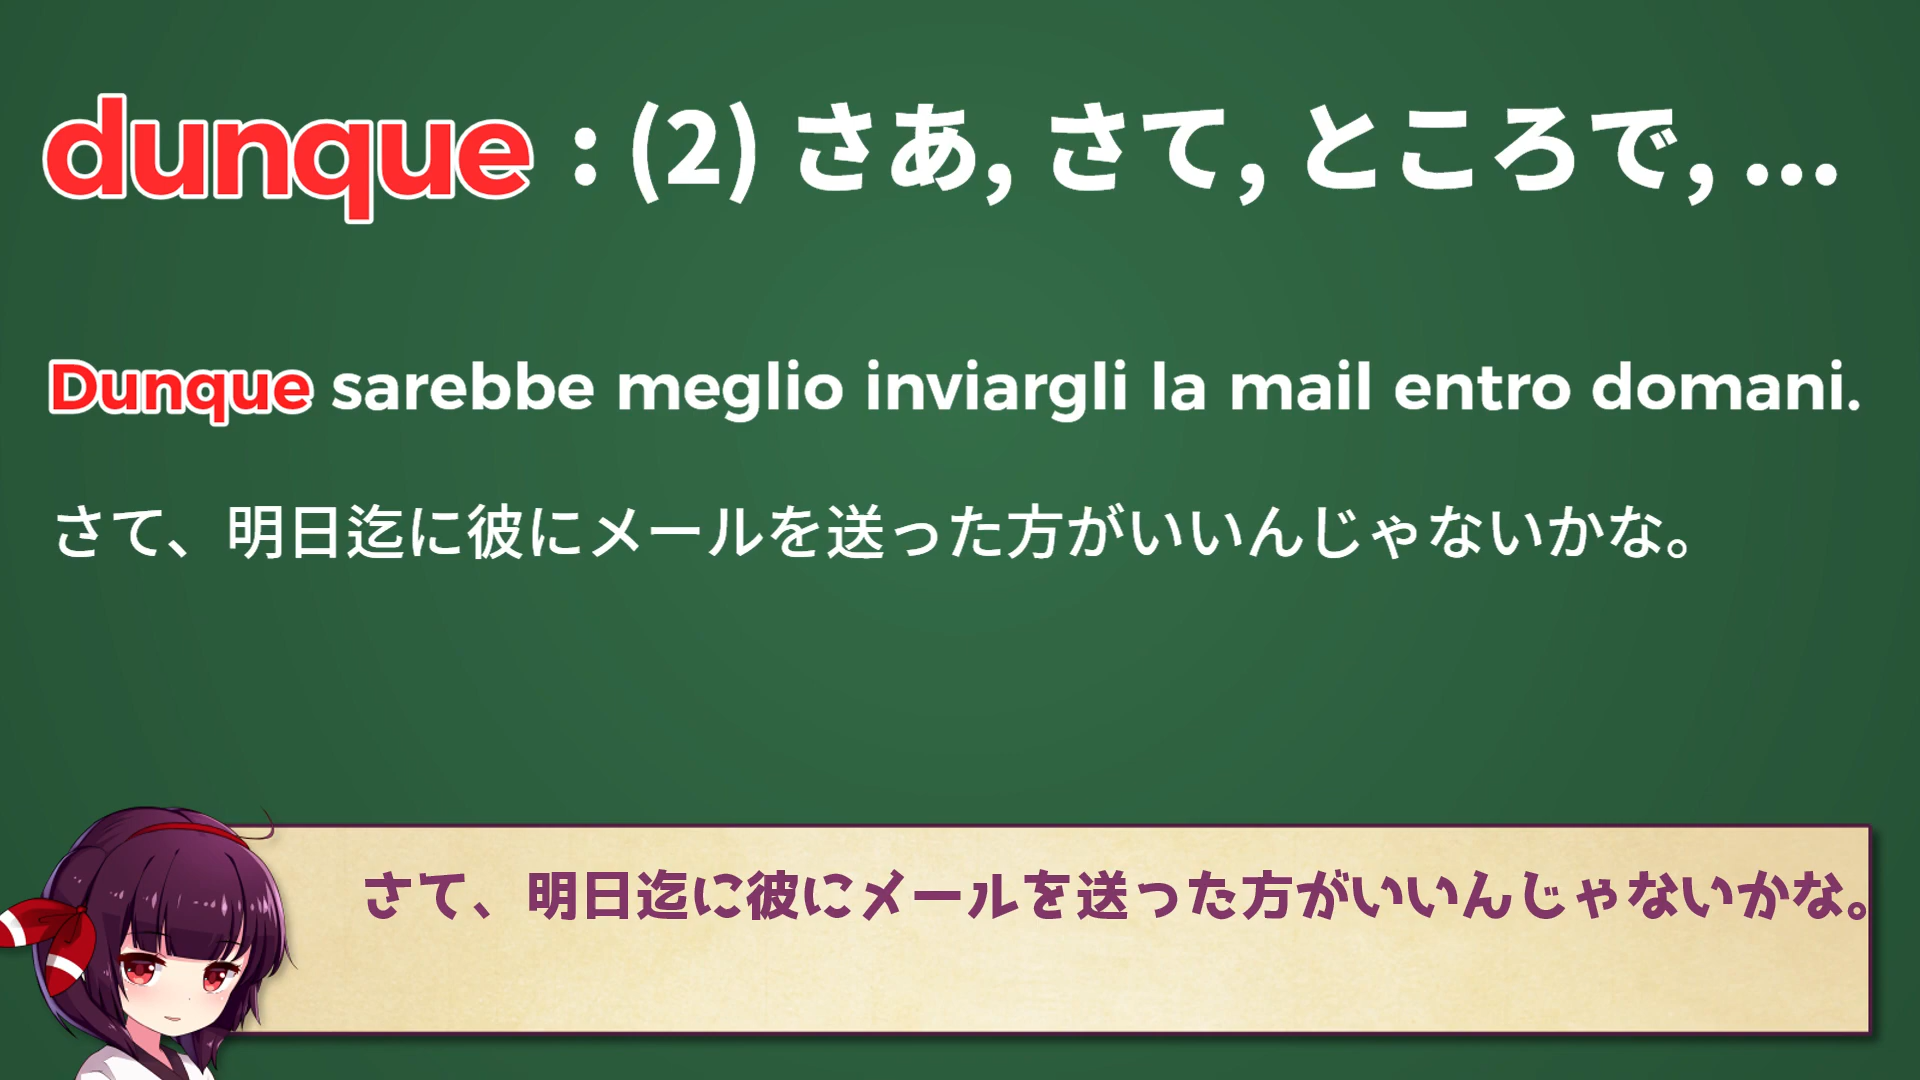 dunque : (2) さあ, さて, ところで, ...
Dunque sarebbe meglio inviargli la mail entro domani.
さて、明日迄に彼にメールを送った方がいいんじゃないかな。
さて、明日迄に彼にメールを送った方がいいんじゃないかな。